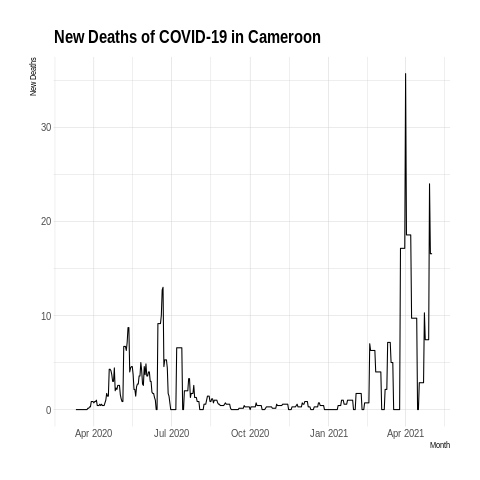 New Deaths of COVID-19 in Cameroon
New Deaths
30
20
10
0
Apr 2020 Jul 2020 Oct 2020 Jan 2021 Apr 2021
Month